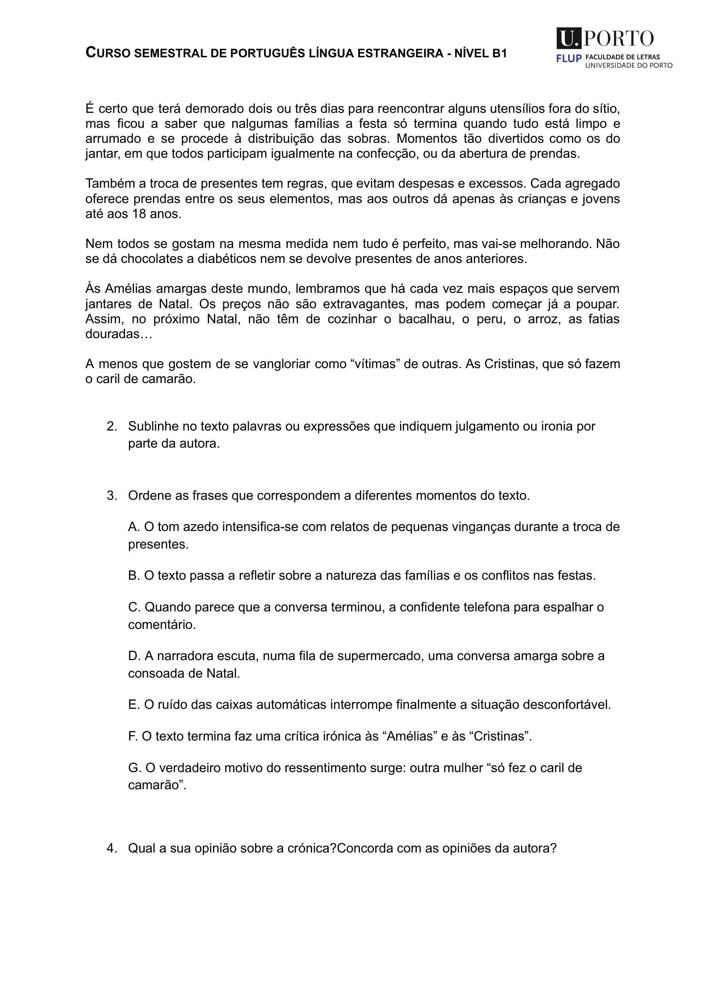 CURSO SEMESTRAL DE PORTUGUÊS LÍNGUA ESTRANGEIRA - NÍVEL B1
U.PORTO
FLUP FACULDADE DE LETRAS
UNIVERSIDADE DO PORTO
É certo que terá demorado dois ou três dias para reencontrar alguns utensílios fora do sítio,
mas ficou a saber que nalgumas famílias a festa só termina quando tudo está limpo e
arrumado e se procede à distribuição das sobras. Momentos tão divertidos como os do
jantar, em que todos participam igualmente na confecção, ou da abertura de prendas.
Também a troca de presentes tem regras, que evitam despesas e excessos. Cada agregado
oferece prendas entre os seus elementos, mas aos outros dá apenas às crianças e jovens
até aos 18 anos.
Nem todos se gostam na mesma medida nem tudo é perfeito, mas vai-se melhorando. Não
se dá chocolates a diabéticos nem se devolve presentes de anos anteriores.
Às Amélias amargas deste mundo, lembramos que há cada vez mais espaços que servem
jantares de Natal. Os preços não são extravagantes, mas podem começar já a poupar.
Assim, no próximo Natal, não têm de cozinhar o bacalhau, o peru, o arroz, as fatias
douradas…
A menos que gostem de se vangloriar como “vítimas” de outras. As Cristinas, que só fazem
o caril de camarão.
2. Sublinhe no texto palavras ou expressões que indiquem julgamento ou ironia por
parte da autora.
3. Ordene as frases que correspondem a diferentes momentos do texto.
A. O tom azedo intensifica-se com relatos de pequenas vinganças durante a troca de
presentes.
B. O texto passa a refletir sobre a natureza das famílias e os conflitos nas festas.
C. Quando parece que a conversa terminou, a confidente telefona para espalhar o
comentário.
D. A narradora escuta, numa fila de supermercado, uma conversa amarga sobre a
consoada de Natal.
E. O ruído das caixas automáticas interrompe finalmente a situação desconfortável.
F. O texto termina faz uma crítica irónica às “Amélias” e às “Cristinas”.
G. O verdadeiro motivo do ressentimento surge: outra mulher “só fez o caril de
camarão”.
4. Qual a sua opinião sobre a crónica?Concorda com as opiniões da autora?